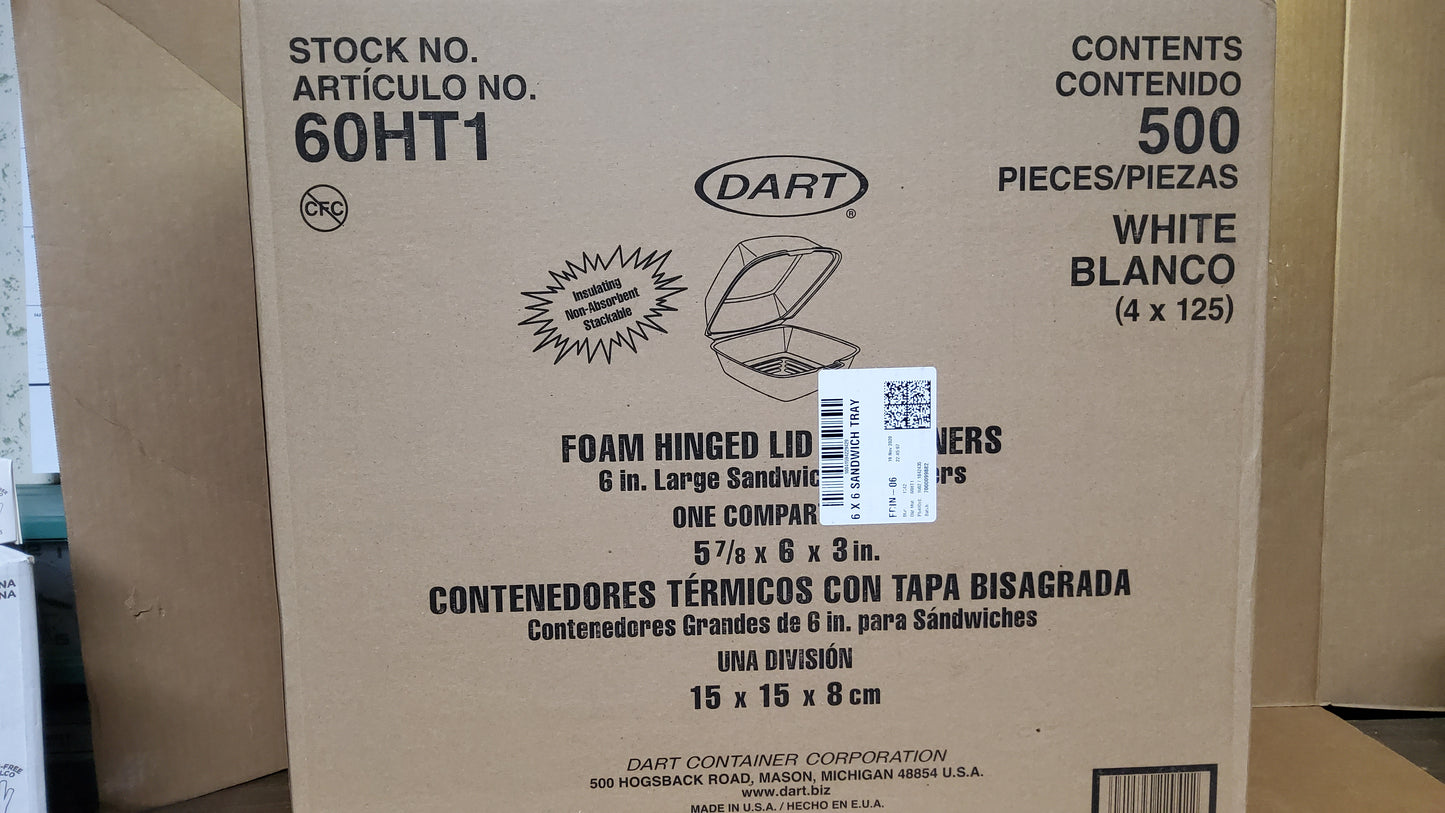 STOCK NO.
ARTÍCULO NO.
60HT1
CFC
CONTENTS
CONTENIDO
500
PIECES/PIEZAS
WHITE
BLANCO
(4 x 125)
DART®
Insulating
Non-Absorbent
Stackable
FOAM HINGED LID NERS
6 in. Large Sandwic ers
ONE COMPAR
5 7/8 x 6 x 3 in.
6 X 6 SANDWICH TRAY
CONTENEDORES TÉRMICOS CON TAPA BISAGRADA
Contenedores Grandes de 6 in. para Sándwiches
UNA DIVISIÓN
15 x 15 x 8 cm
DART CONTAINER CORPORATION
500 HOGSBACK ROAD, MASON, MICHIGAN 48854 U.S.A.
www.dart.biz
MADE IN U.S.A. / HECHO EN E.U.A.
NA
NA
-FREE